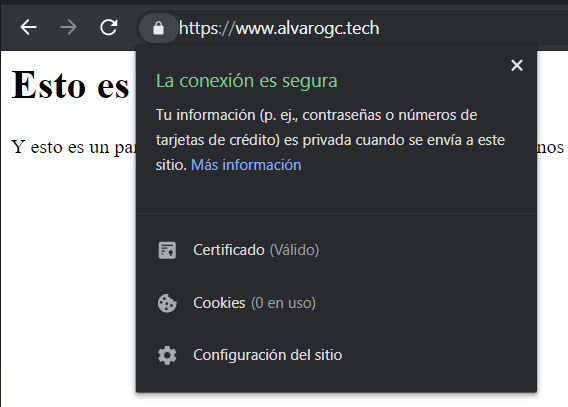 https://www.alvarogc.tech
Esto es
La conexión es segura
Tu información (p. ej., contraseñas o números de
tarjetas de crédito) es privada cuando se envía a este
sitio. Más información
Y esto es un
nos
Certificado (Válido)
Cookies (0 en uso)
Configuración del sitio